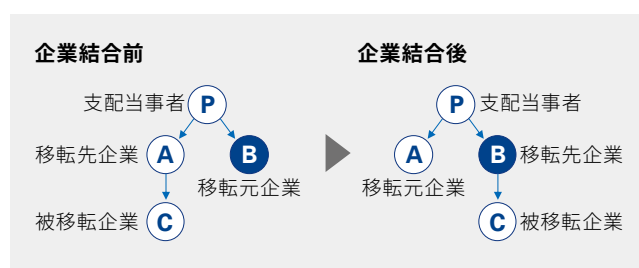 企業結合前
支配当事者 P
移転先企業 A
B
移転元企業
被移転企業 C
企業結合後
P 支配当事者
A
移転元企業
B 移転先企業
C 被移転企業